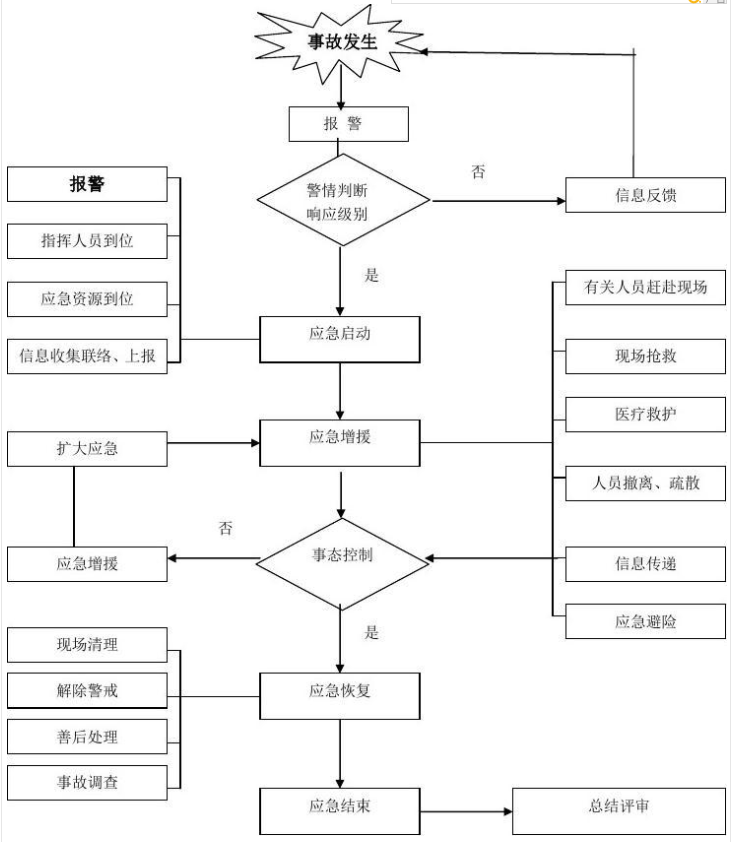 事故发生
报 警
警情判断
响应级别
否
信息反馈
报警
指挥人员到位
应急资源到位
信息收集联络、上报
是
应急启动
有关人员赶赴现场
现场抢救
医疗救护
人员撤离、疏散
信息传递
应急避险
扩大应急
应急增援
否
应急增援
事态控制
是
现场清理
解除警戒
善后处理
事故调查
应急恢复
应急结束
总结评审